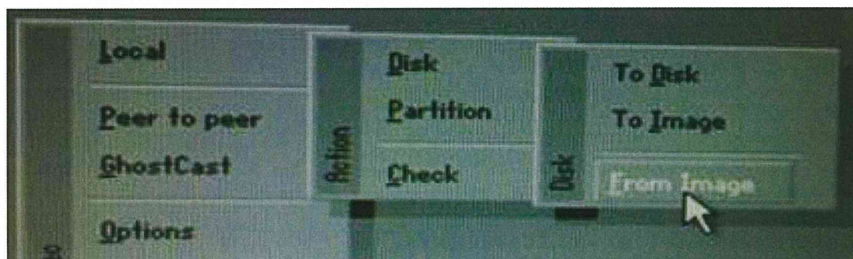 Local
Peer to peer
GhostCast
Options
Action
Disk
Partition
Check
Disk
To Disk
To Image
From Image